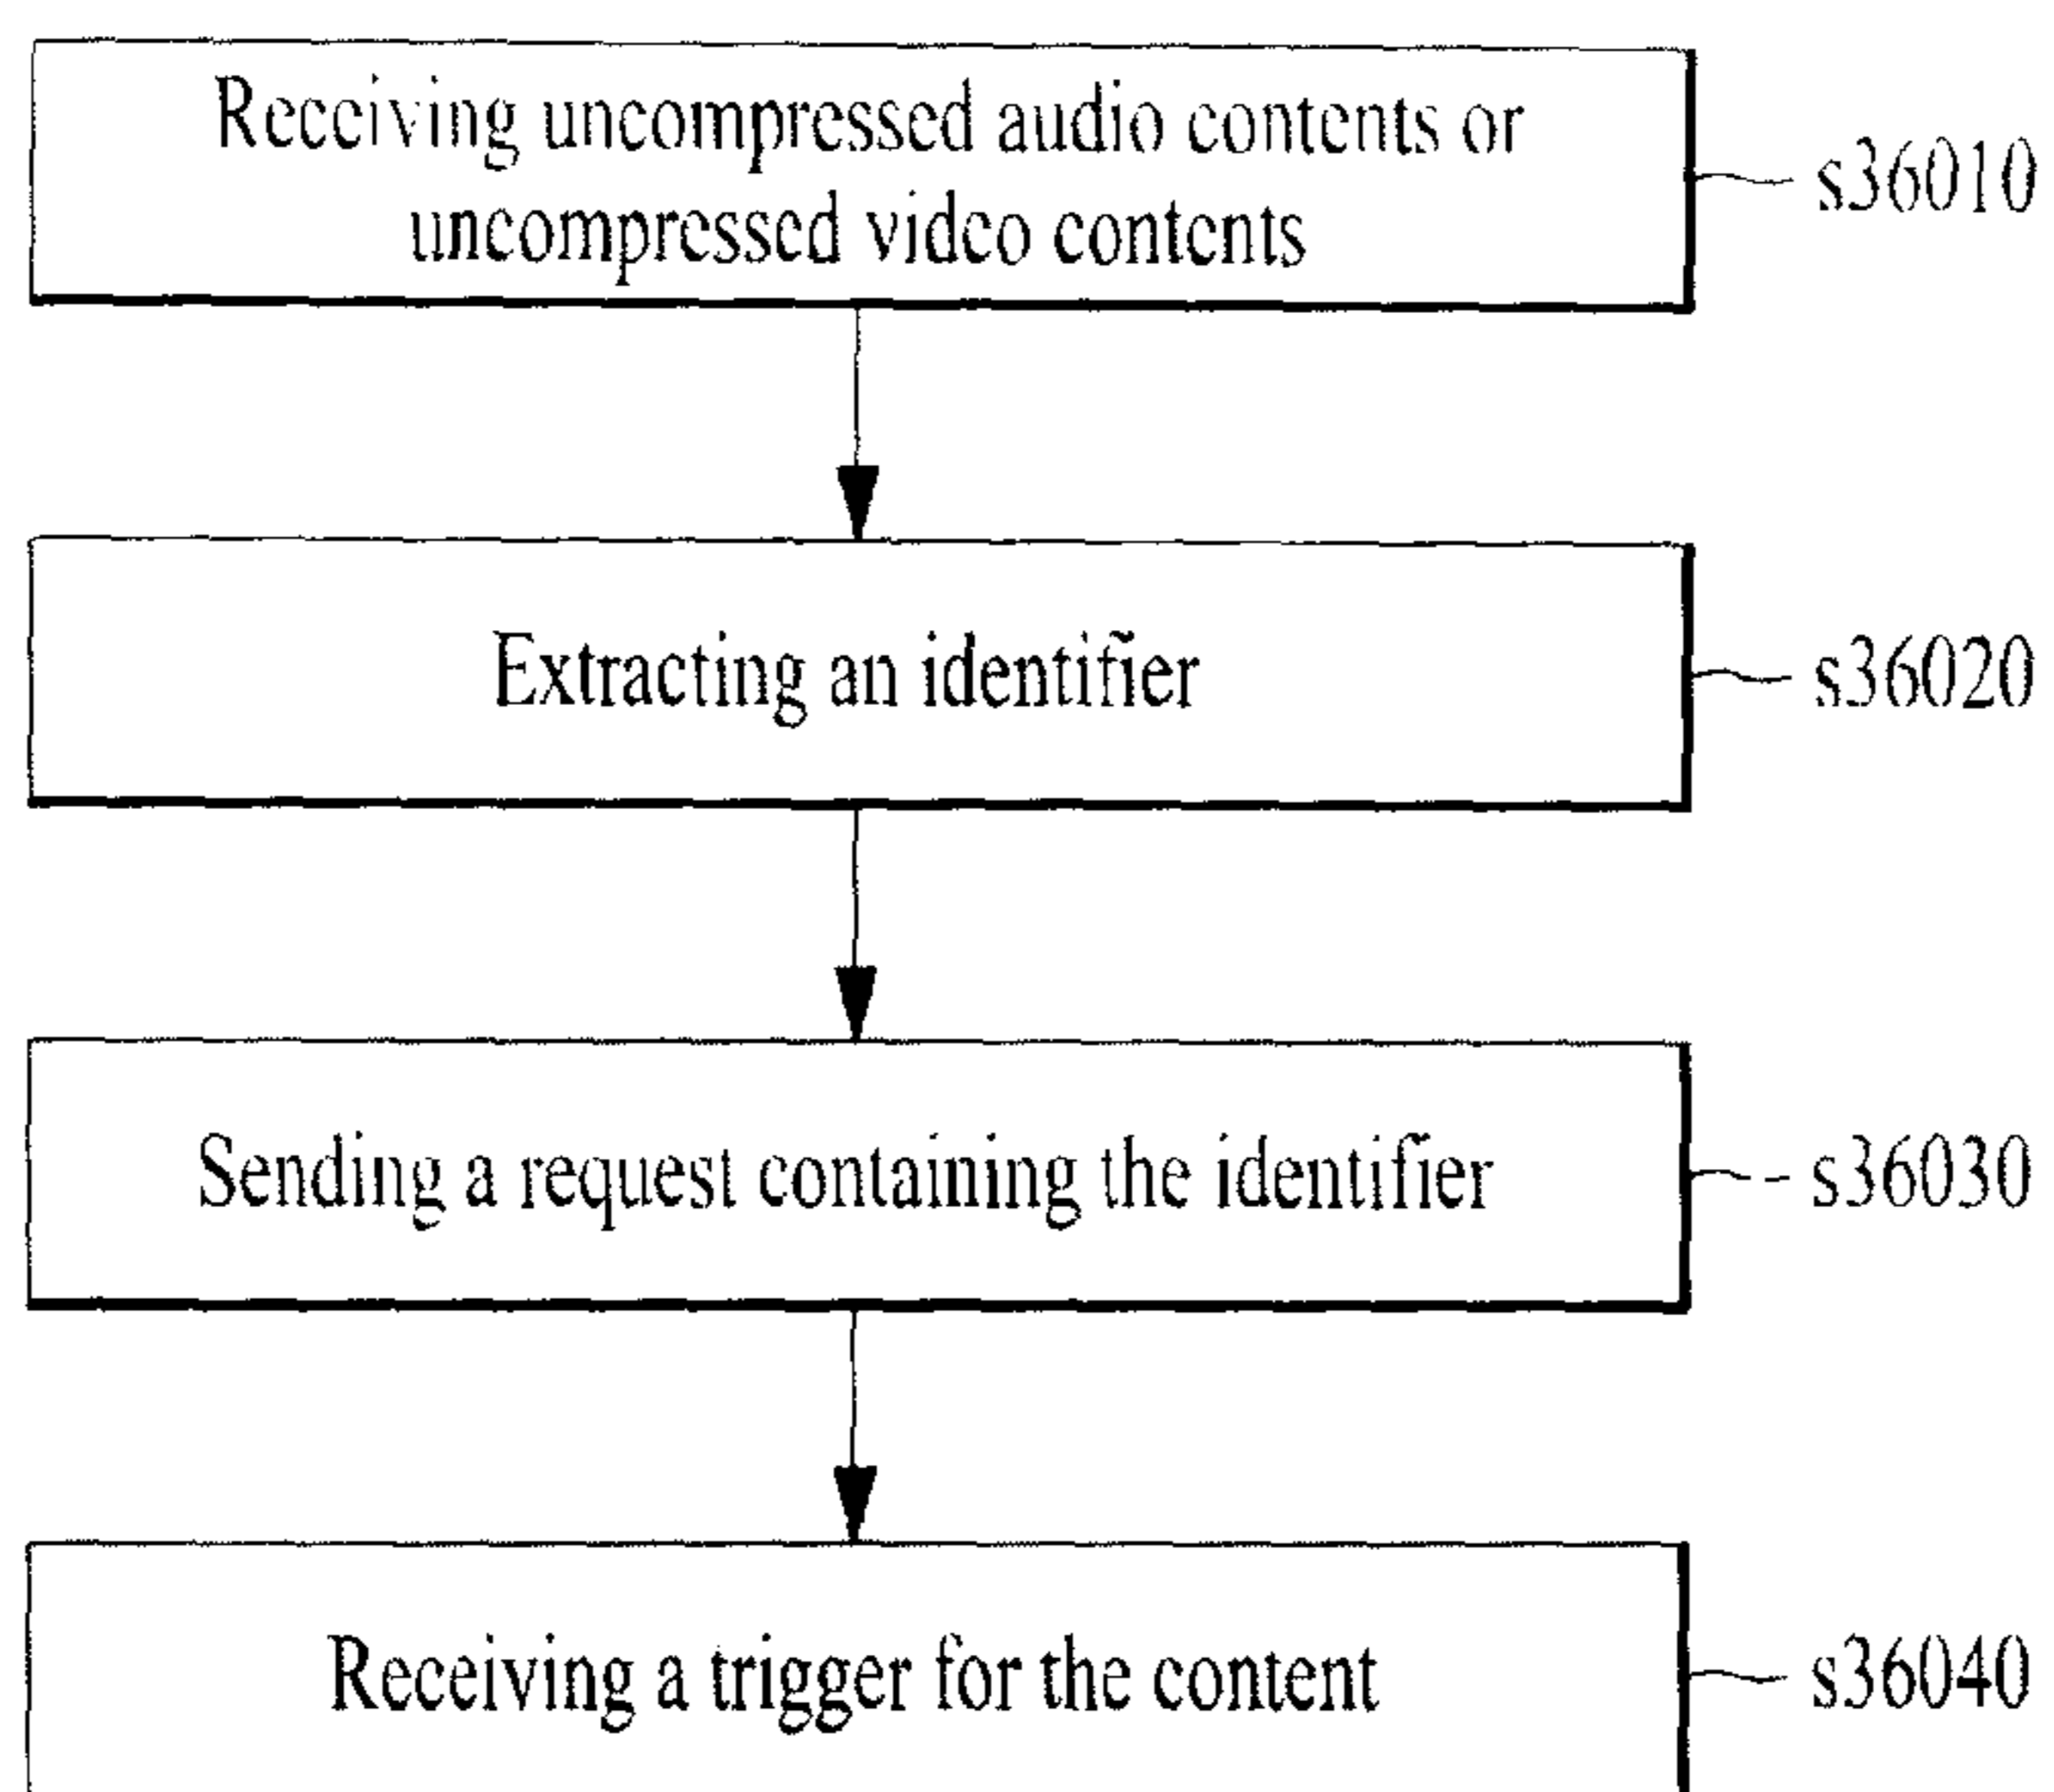 Receiving uncompressed audio contents or
uncompressed video contents
s36010
Extracting an identifier
s36020
Sending a request containing the identifier
s36030
Receiving a trigger for the content
s36040